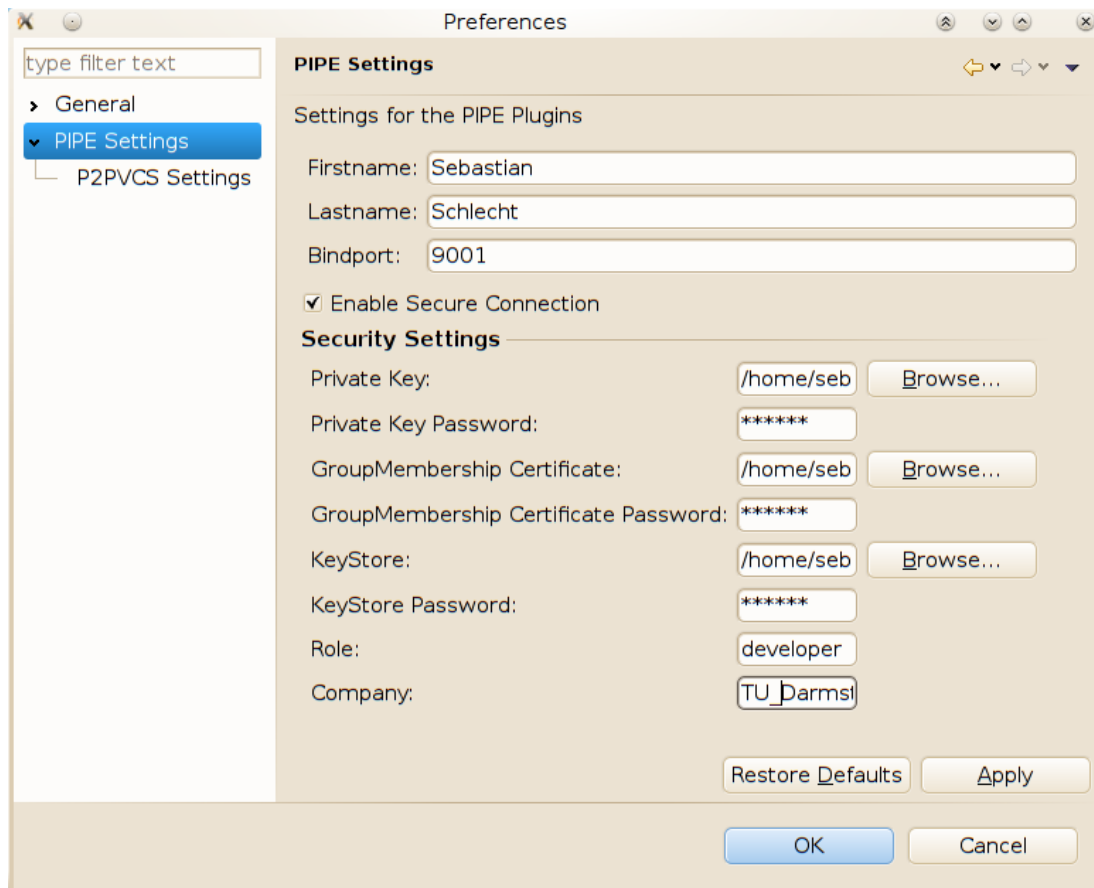 Preferences
type filter text
General
PIPE Settings
P2PVCS Settings
PIPE Settings
Settings for the PIPE Plugins
Firstname: Sebastian
Lastname: Schlecht
Bindport: 9001
Enable Secure Connection
Security Settings
Private Key: /home/seb Browse...
Private Key Password: ******
GroupMembership Certificate: /home/seb Browse...
GroupMembership Certificate Password: ******
KeyStore: /home/seb Browse...
KeyStore Password: ******
Role: developer
Company: TU_Darmst
Restore Defaults Apply
OK Cancel